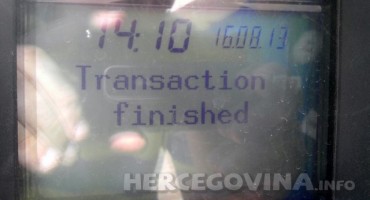 14:10 16.08.13
Transaction
finished
HERCEGOVINA.INFO